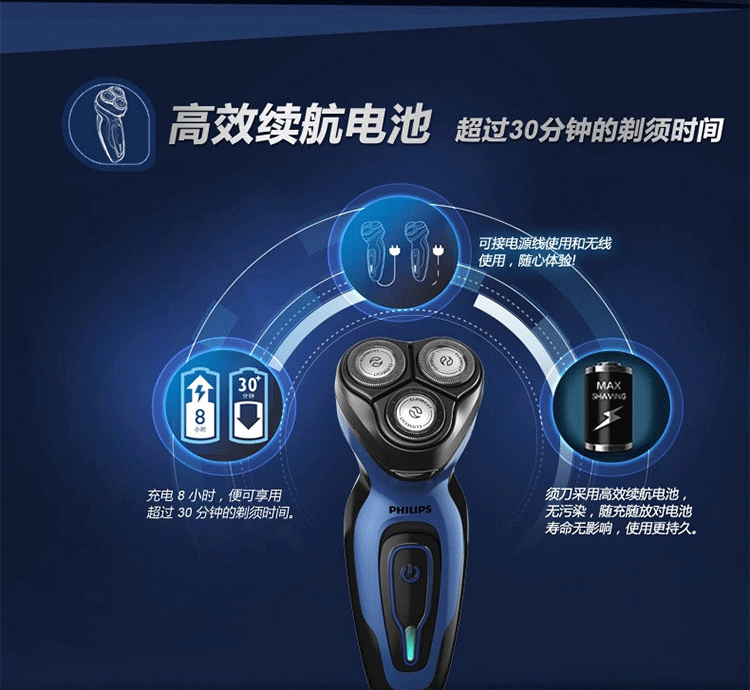 高效续航电池 超过30分钟的剃须时间
可接电源线使用和无线
使用，随心体验!
8
小时
30+
分钟
MAX
SHAVING
充电 8 小时，便可享用
超过 30 分钟的剃须时间。
须刀采用高效续航电池，
无污染，随充随放对电池
寿命无影响，使用更持久。
CLOSECUT
PHILIPS